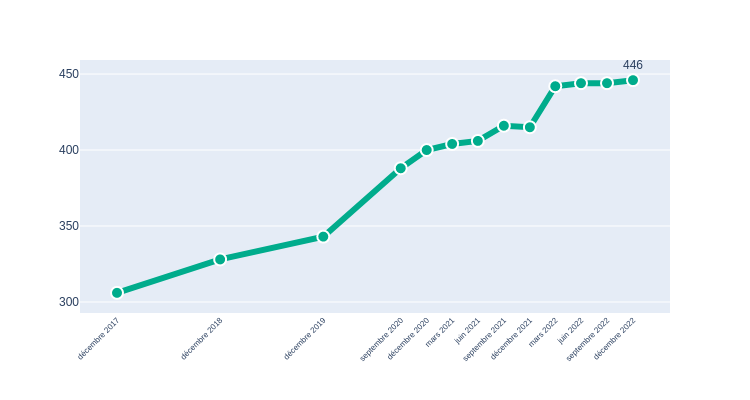 446
450
400
350
300
décembre 2017
décembre 2018
décembre 2019
septembre 2020
décembre 2020
mars 2021
juin 2021
septembre 2021
décembre 2021
mars 2022
juin 2022
septembre 2022
décembre 2022